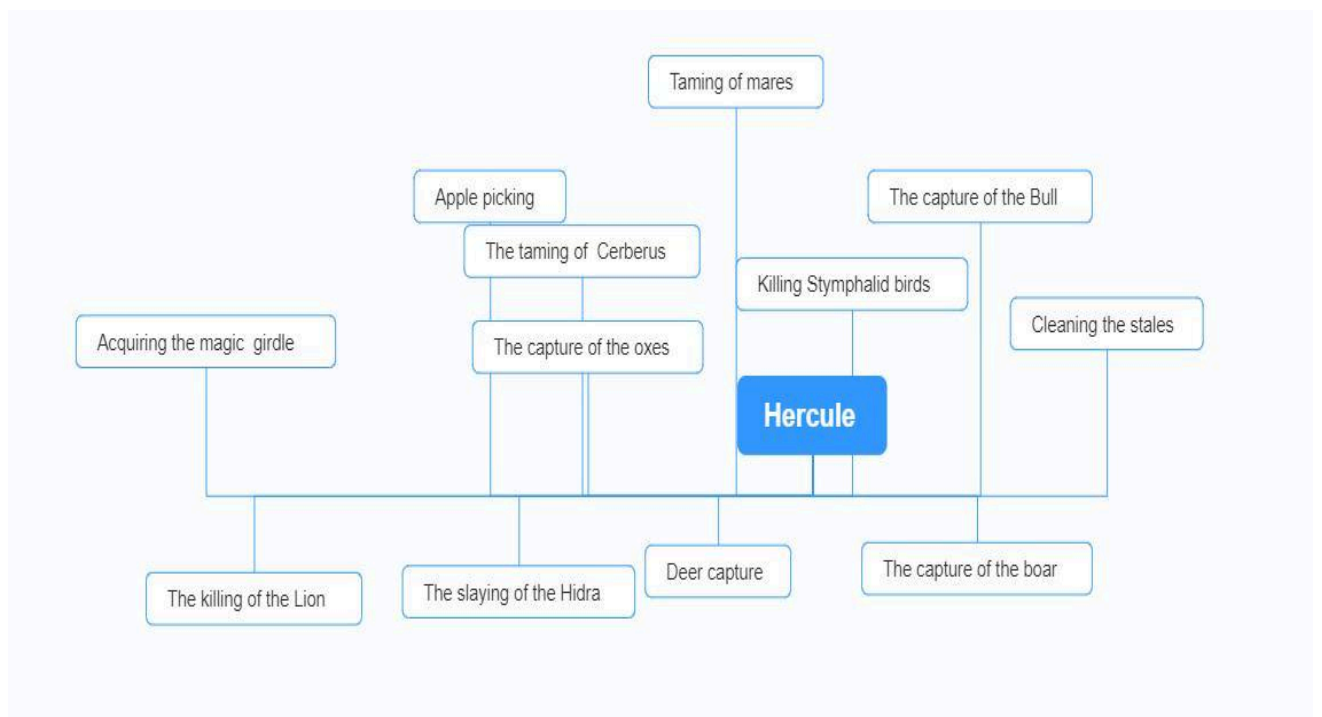 Taming of mares
Apple picking
The capture of the Bull
The taming of Cerberus
Killing Stymphalid birds
Cleaning the stales
Acquiring the magic girdle
The capture of the oxes
Hercule
Deer capture
The capture of the boar
The killing of the Lion
The slaying of the Hidra